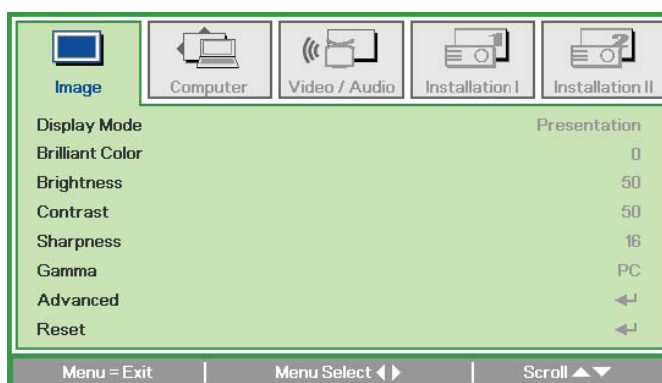 Image Computer Video / Audio Installation I Installation II
Display Mode Presentation
Brilliant Color 0
Brightness 50
Contrast 50
Sharpness 16
Gamma PC
Advanced
Reset
Menu = Exit Menu Select Scroll